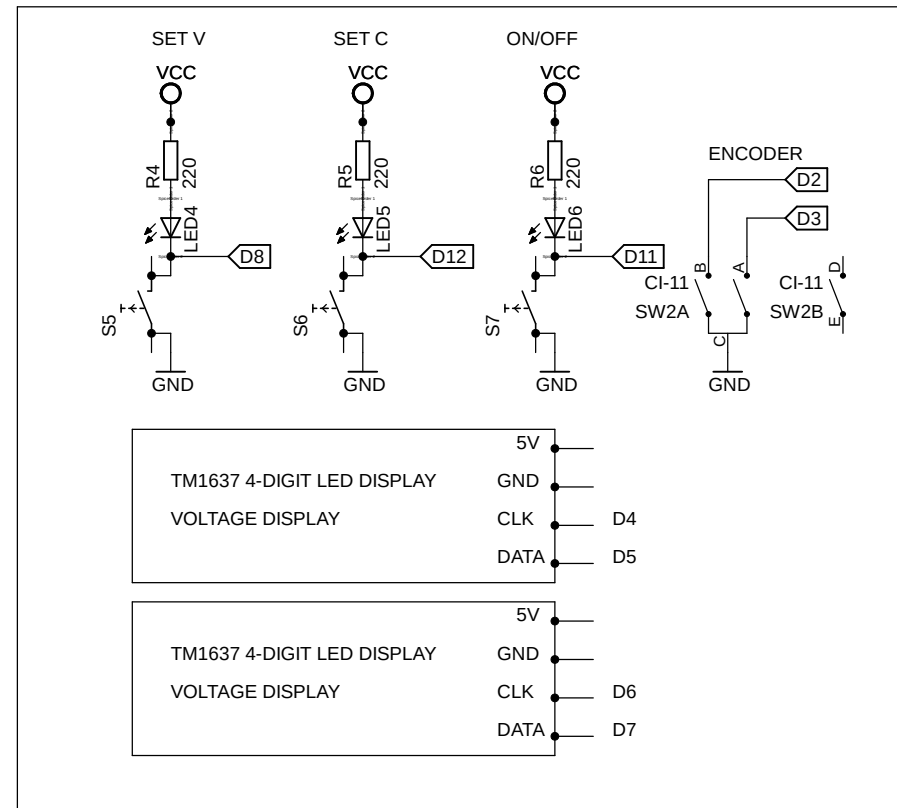 SET V
SET C
ON/OFF
VCC
VCC
VCC
R4
220
R5
220
R6
220
ENCODER
D2
D3
LED4
LED5
LED6
D8
D12
D11
B
A
D
CI-11
SW2A
CI-11
SW2B
E
C
S5
S6
S7
GND
GND
GND
GND
TM1637 4-DIGIT LED DISPLAY
VOLTAGE DISPLAY
5V
GND
CLK
D4
DATA
D5
TM1637 4-DIGIT LED DISPLAY
VOLTAGE DISPLAY
5V
GND
CLK
D6
DATA
D7